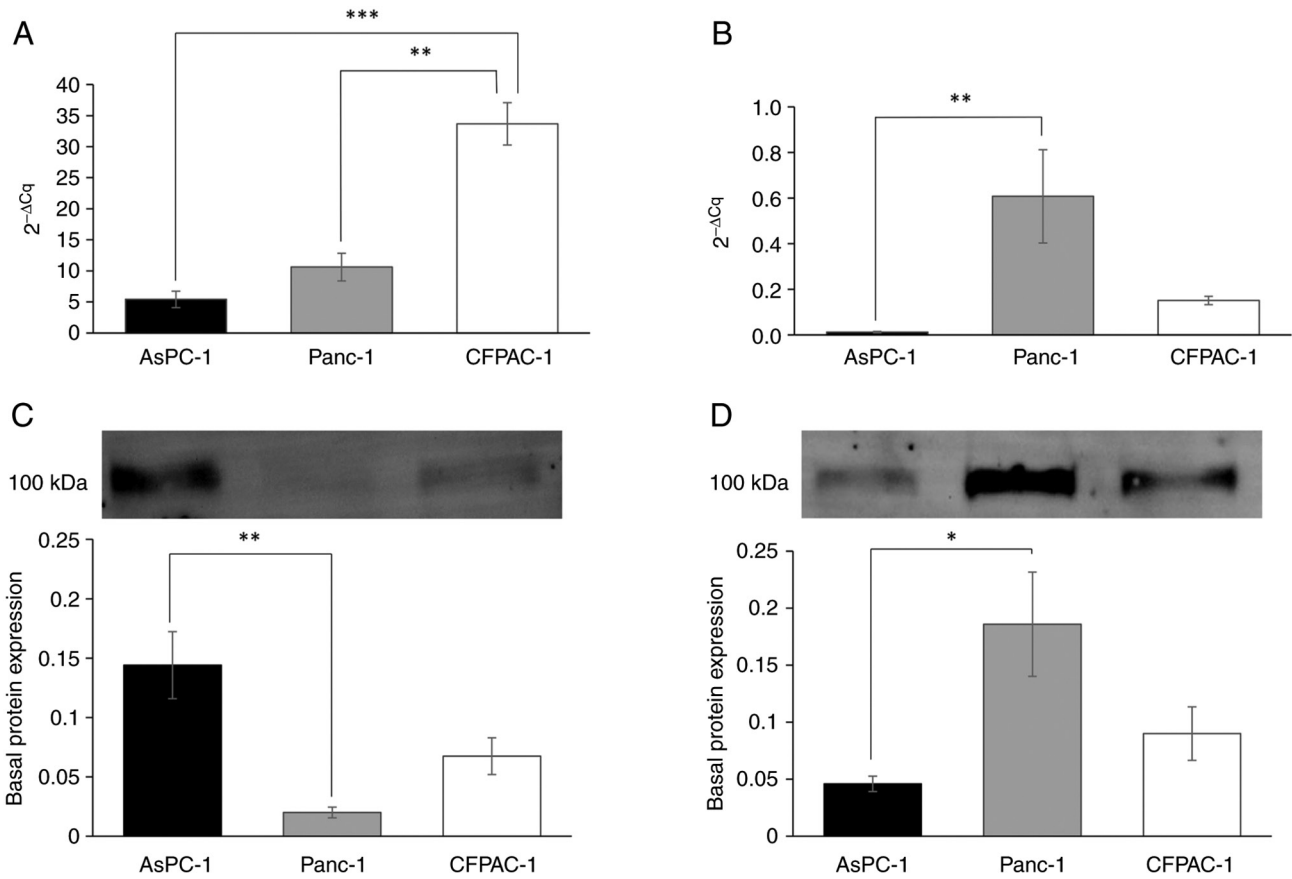 A
***
**
40
35
30
25
20
15
10
5
0
2−ΔCq
AsPC-1 Panc-1 CFPAC-1
B
**
1.0
0.8
0.6
0.4
0.2
0.0
2−ΔCq
AsPC-1 Panc-1 CFPAC-1
C
100 kDa
**
0.25
0.2
0.15
0.1
0.05
0
Basal protein expression
AsPC-1 Panc-1 CFPAC-1
D
100 kDa
*
0.25
0.2
0.15
0.1
0.05
0
Basal protein expression
AsPC-1 Panc-1 CFPAC-1